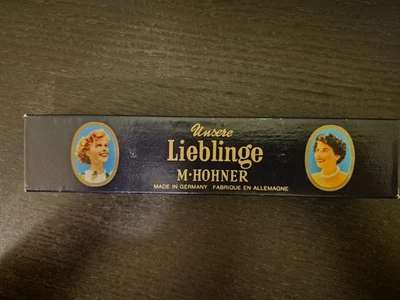 Unsere
Lieblinge
M·HOHNER
MADE IN GERMANY FABRIQUE EN ALLEMAGNE